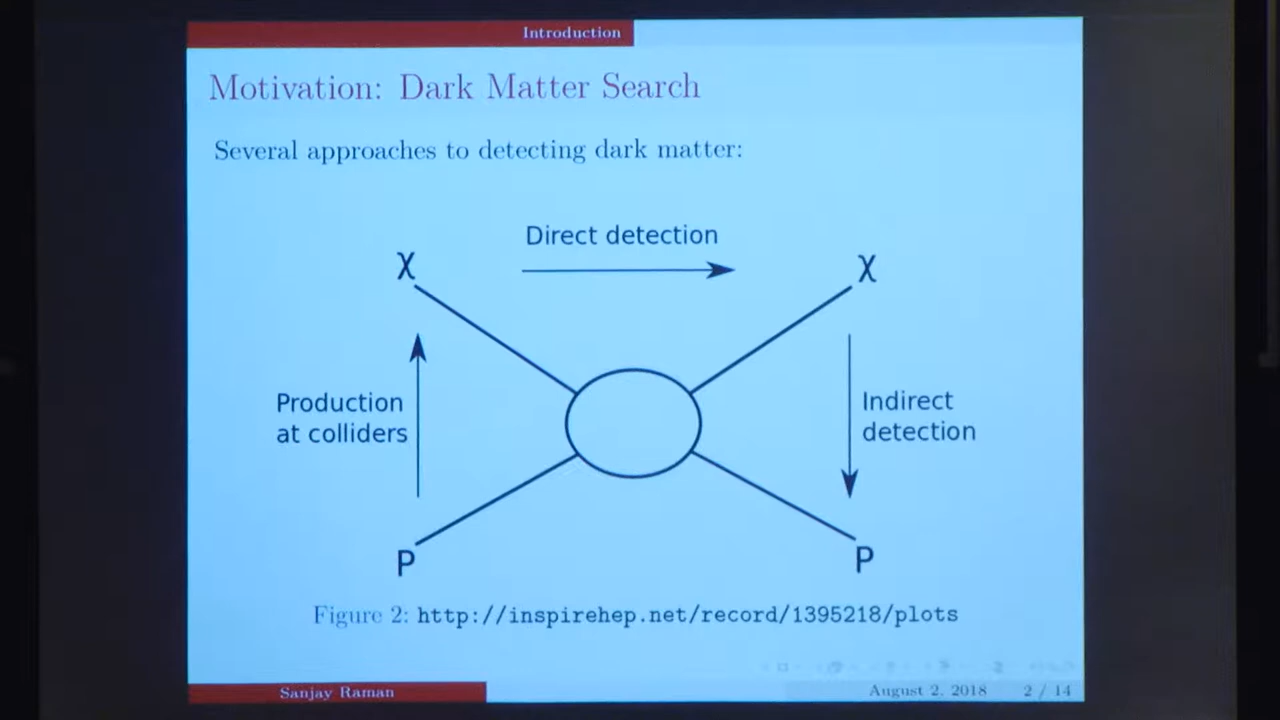 Introduction
Motivation: Dark Matter Search
Several approaches to detecting dark matter:
Direct detection
χ
χ
Production
at colliders
Indirect
detection
P
P
Figure 2: http://inspirehep.net/record/1395218/plots
Sanjay Raman
August 2, 2018
2 / 14